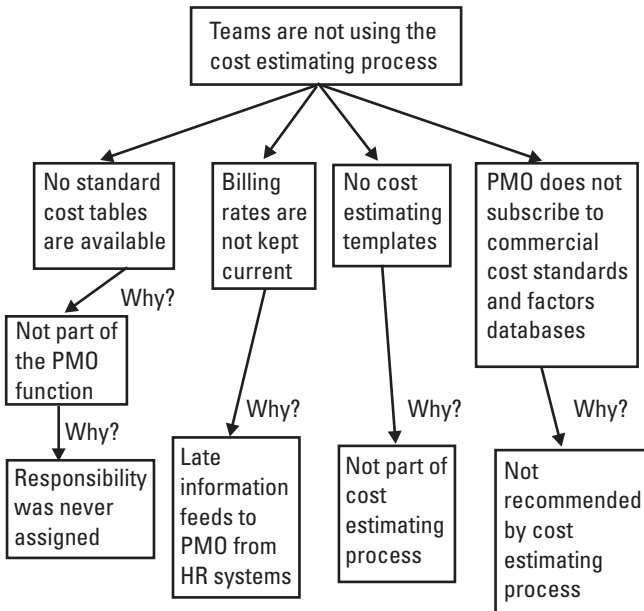 Teams are not using the
cost estimating process
No standard
cost tables
are available
Billing
rates are
not kept
current
No cost
estimating
templates
PMO does not
subscribe to
commercial
cost standards
and factors
databases
Why?
Not part of
the PMO
function
Why?
Why?
Why?
Why?
Responsibility
was never
assigned
Late
information
feeds to
PMO from
HR systems
Not part of
cost
estimating
process
Not
recommended
by cost
estimating
process